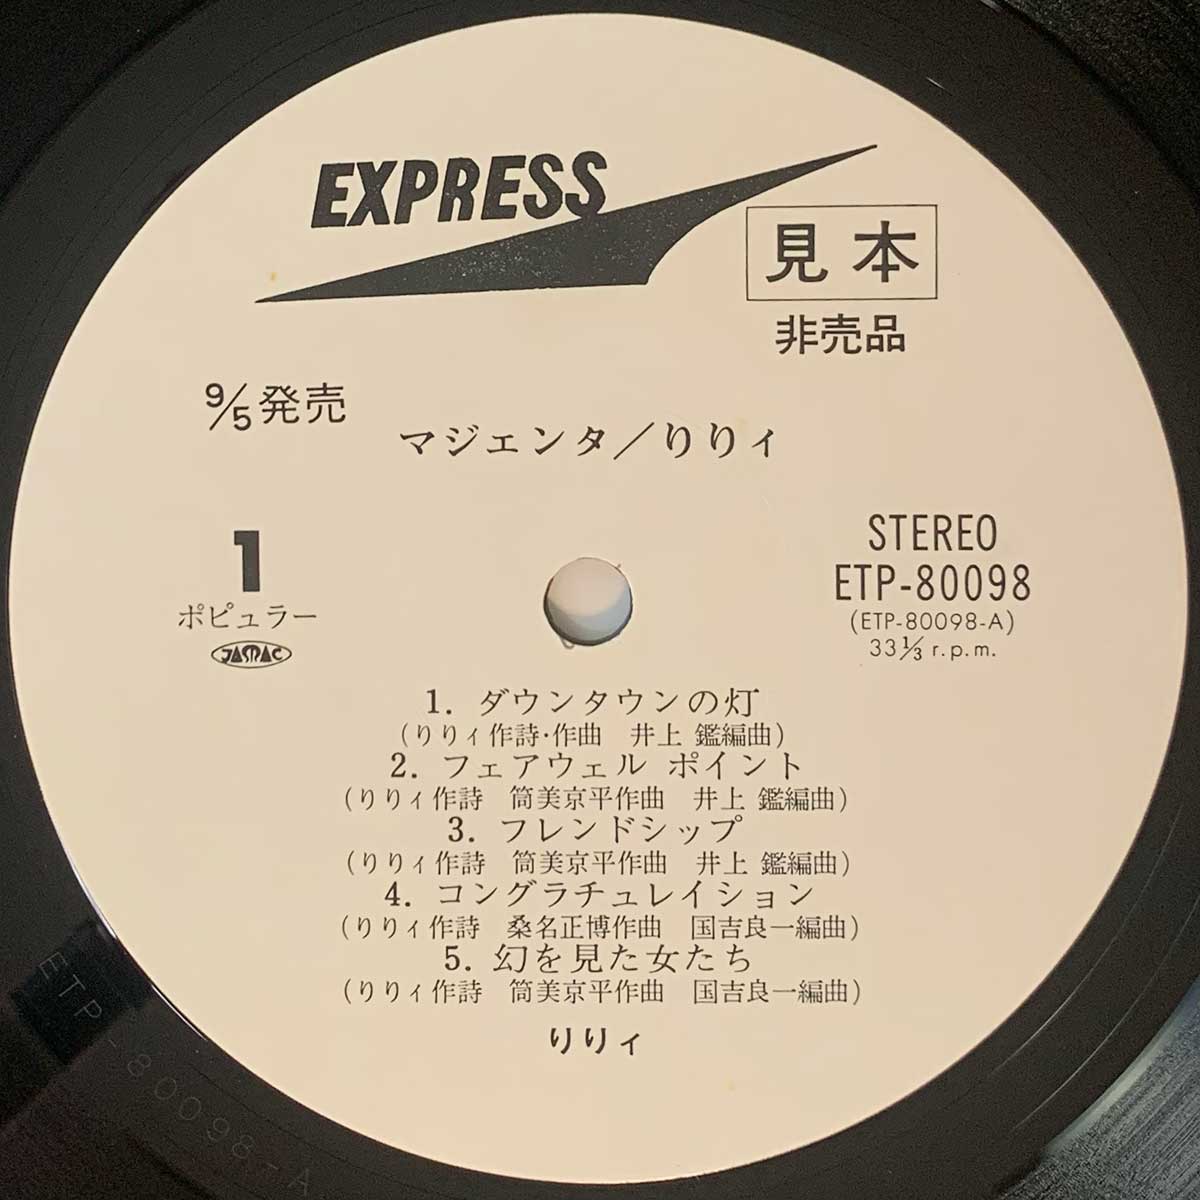 EXPRESS
見本
非売品
9/5発売
マジェンタ/りりィ
1
ポピュラー
JASRAC
STEREO
ETP-80098
(ETP-80098-A)
33 1/3 r.p.m.
1. ダウンタウンの灯
(りりィ作詩・作曲 井上 鑑編曲)
2. フェアウェル ポイント
(りりィ作詩 筒美京平作曲 井上 鑑編曲)
3. フレンドシップ
(りりィ作詩 筒美京平作曲 井上 鑑編曲)
4. コングラチュレイション
(りりィ作詩 桑名正博作曲 国吉良一編曲)
5. 幻を見た女たち
(りりィ作詩 筒美京平作曲 国吉良一編曲)
りりィ
ETP-80098-A